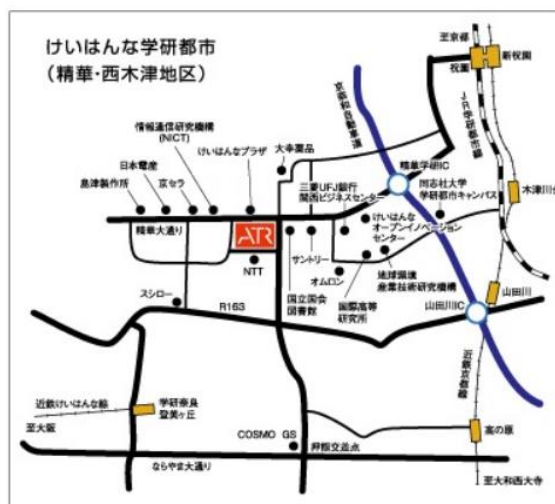 けいはんな学研都市
(精華・西木津地区)
至京都
祝園
新祝園
JR学研都市線
京奈和自動車道
情報通信研究機構
(NICT)
けいはんなプラザ
大幸薬品
日本電産
京セラ
島津製作所
精華学研IC
三菱UFJ銀行
関西ビジネスセンター
同志社大学
学研都市キャンパス
木津川台
けいはんな
オープンイノベーション
センター
精華大通り
ATR
NTT
サントリー
オムロン
国立国会
図書館
地球環境
産業技術研究機構
国際高等
研究所
スシロー
R163
山田川
山田川IC
近鉄京都線
近鉄けいはんな線
至大阪
学研奈良
登美ヶ丘
高の原
COSMO GS
押熊交差点
ならやま大通り
至大和西大寺